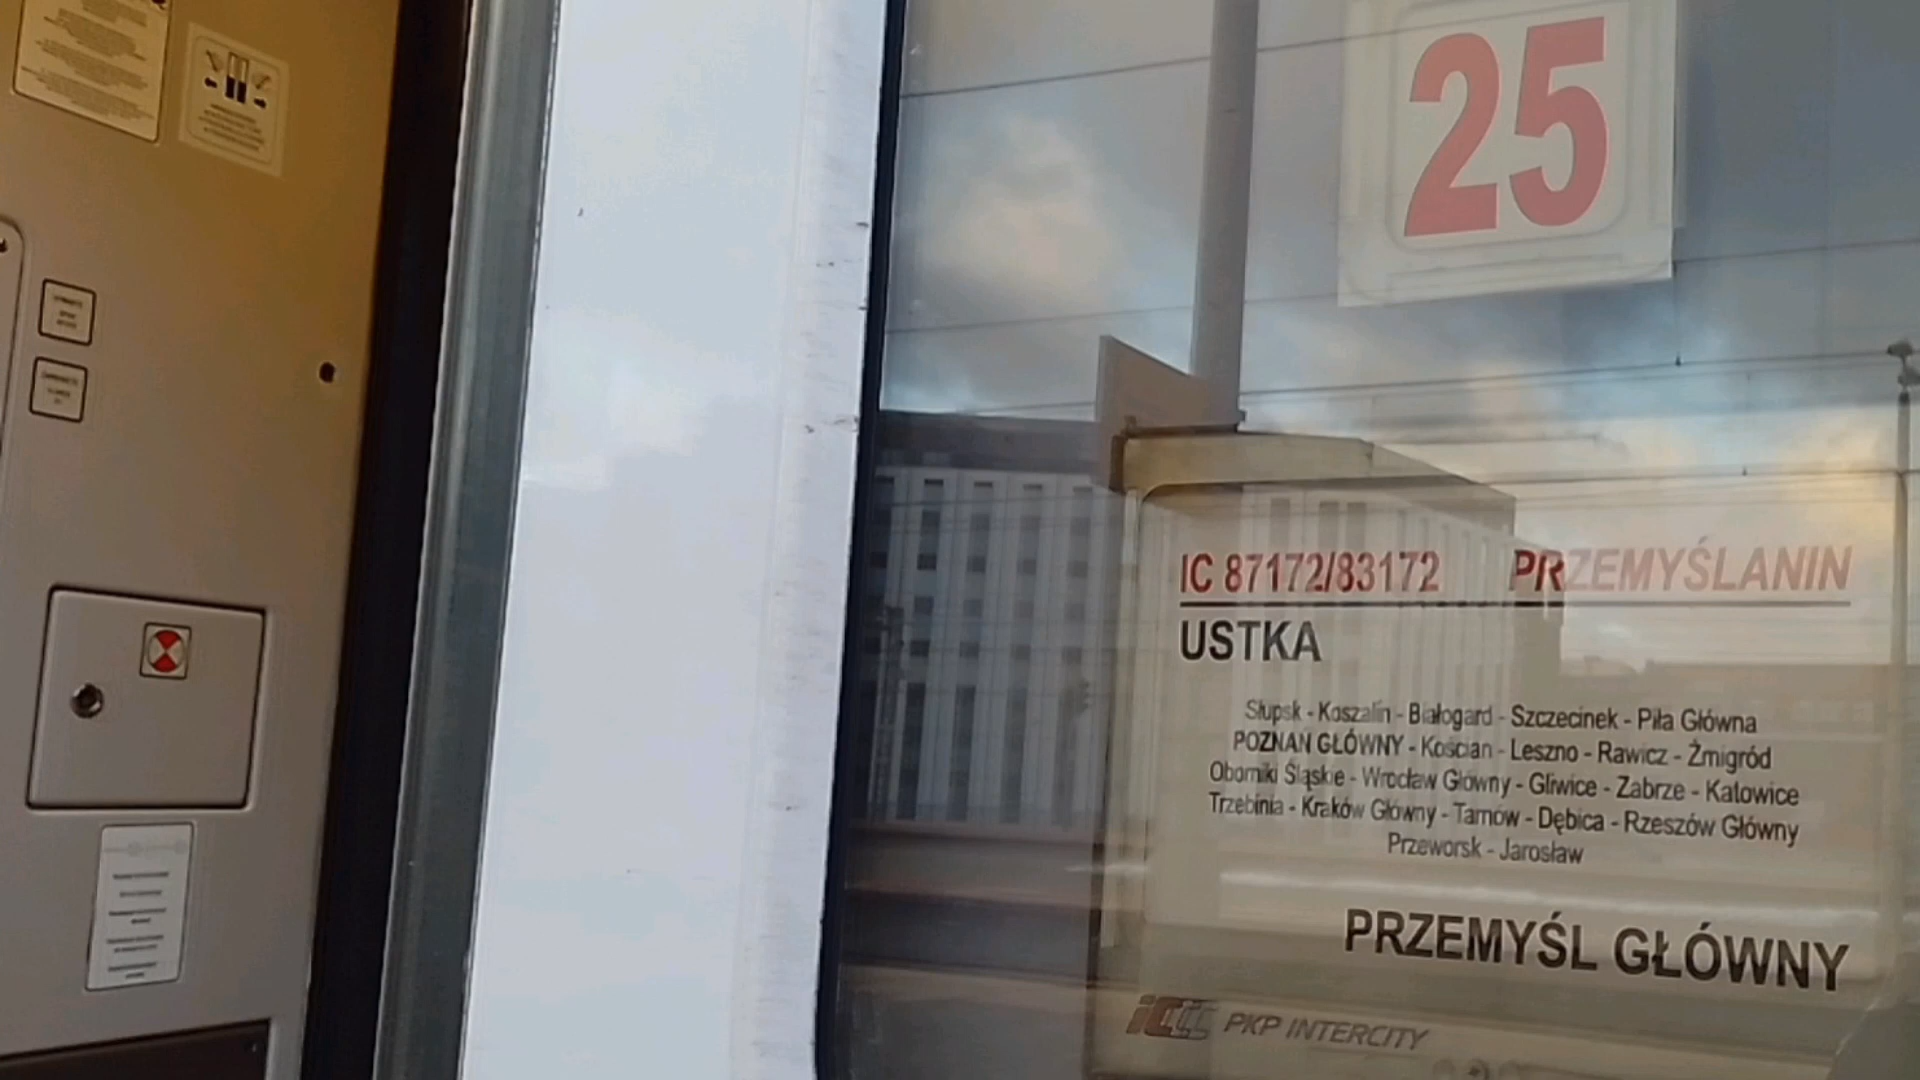 25
IC 87172/83172 PRZEMYŚLANIN
USTKA
Słupsk - Koszalin - Białogard - Szczecinek - Piła Główna
POZNAŃ GŁÓWNY - Kościan - Leszno - Rawicz - Żmigród
Oborniki Śląskie - Wrocław Główny - Gliwice - Zabrze - Katowice
Trzebinia - Kraków Główny - Tarnów - Dębica - Rzeszów Główny
Przeworsk - Jarosław
PRZEMYŚL GŁÓWNY
PKP INTERCITY